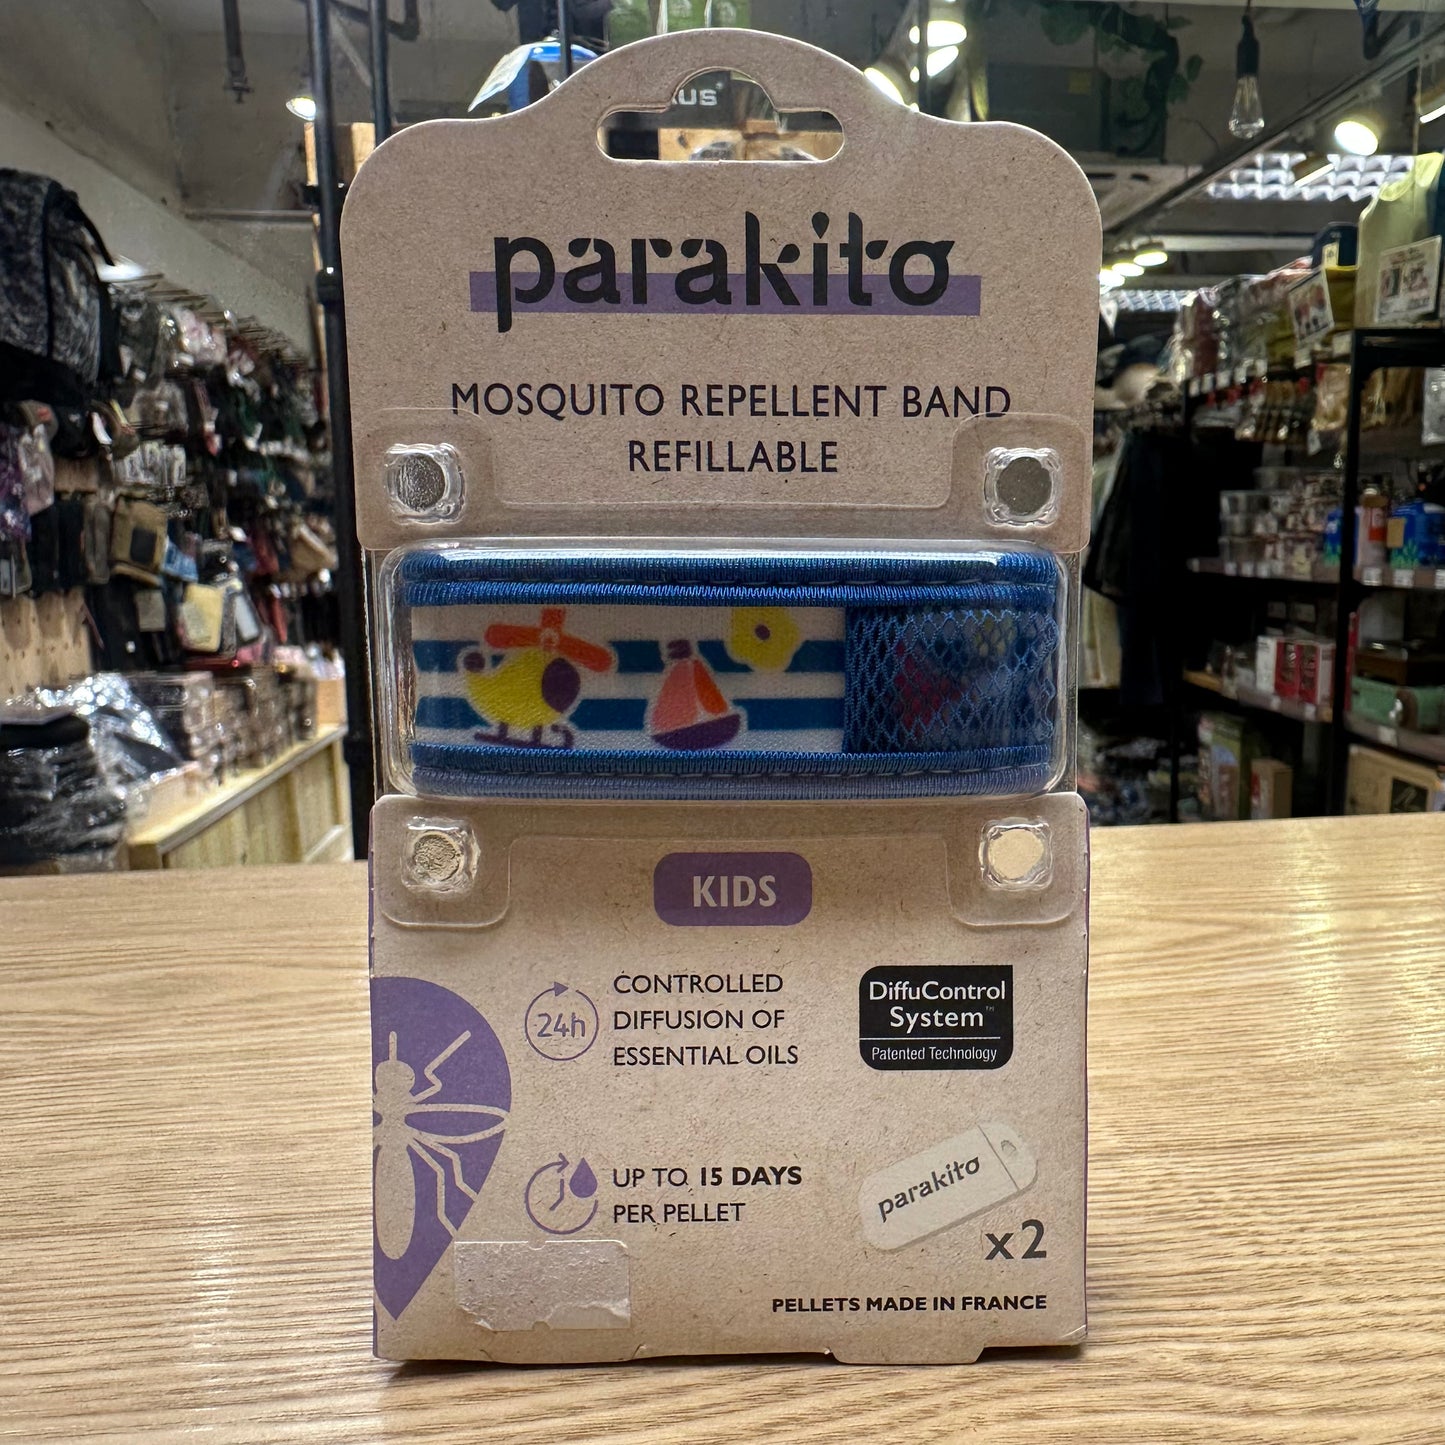 parakito
MOSQUITO REPELLENT BAND
REFILLABLE
KIDS
24h
CONTROLLED
DIFFUSION OF
ESSENTIAL OILS
DiffuControl
System™
Patented Technology
UP TO 15 DAYS
PER PELLET
parakito
x2
PELLETS MADE IN FRANCE